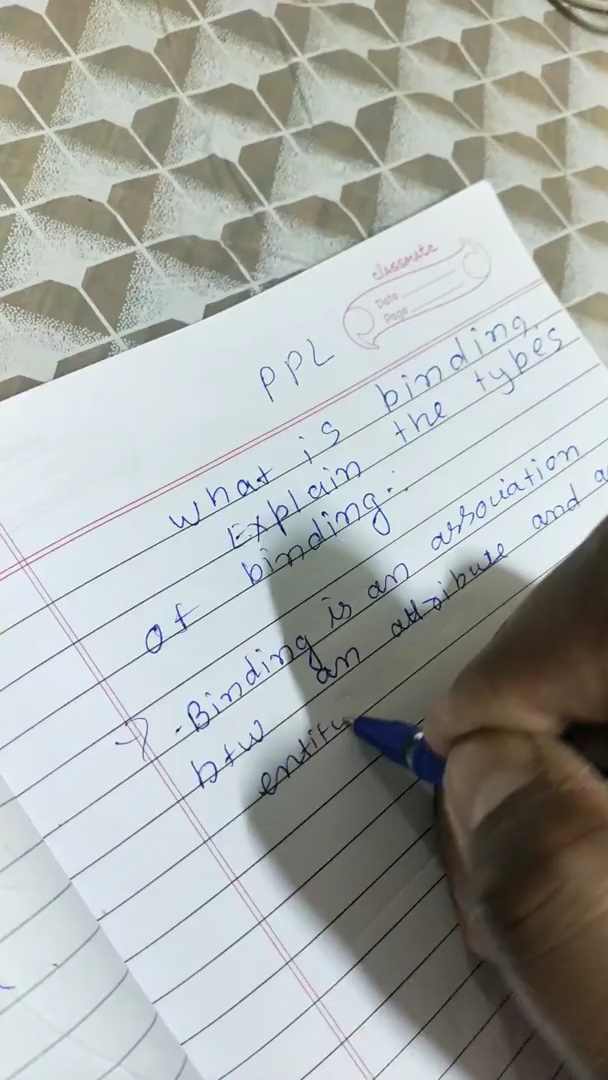 classmate
Date
Page
PPL
What is binding.
Explain the types
of binding.
→ Binding is an association
btw an attribute and a
entity